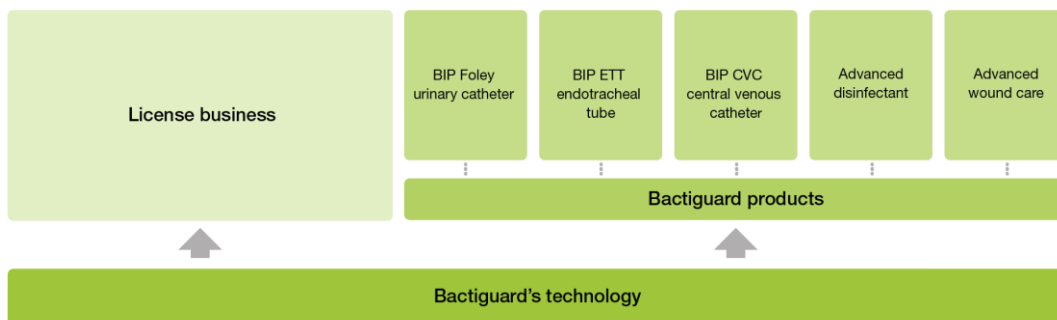 License business
BIP Foley
urinary catheter
BIP ETT
endotracheal
tube
BIP CVC
central venous
catheter
Advanced
disinfectant
Advanced
wound care
Bactiguard products
Bactiguard’s technology